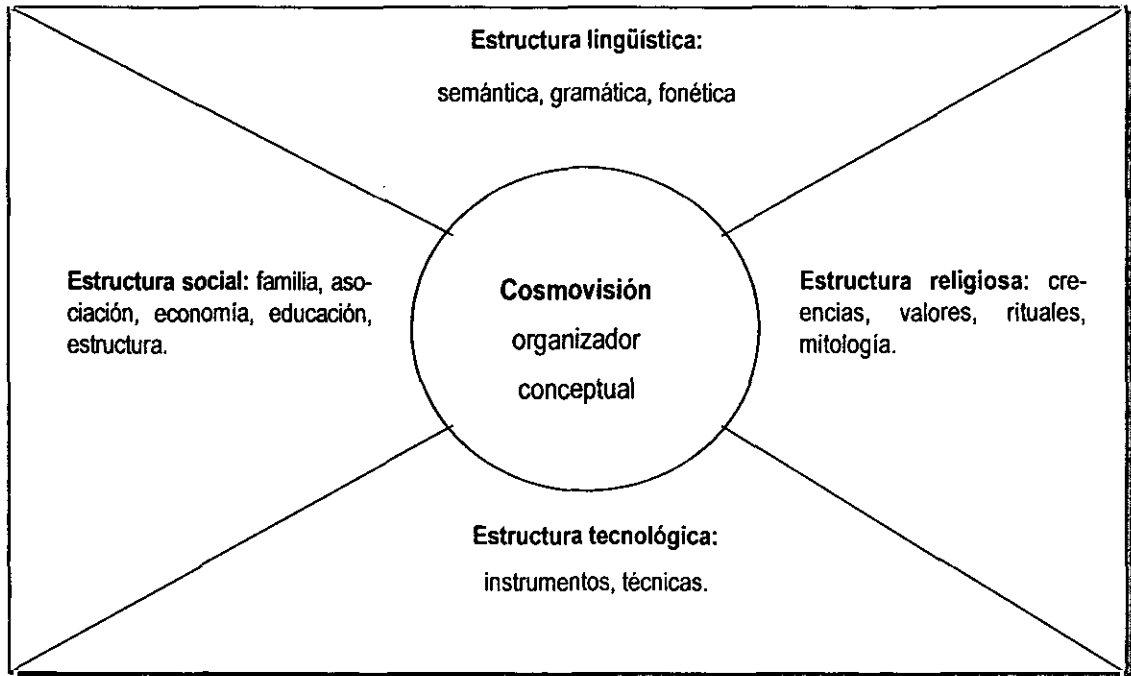 Estructura lingüística:
semántica, gramática, fonética
Estructura social: familia, aso-
ciación, economía, educación,
estructura.
Cosmovisión
organizador
conceptual
Estructura religiosa: cre-
encias, valores, rituales,
mitología.
Estructura tecnológica:
instrumentos, técnicas.